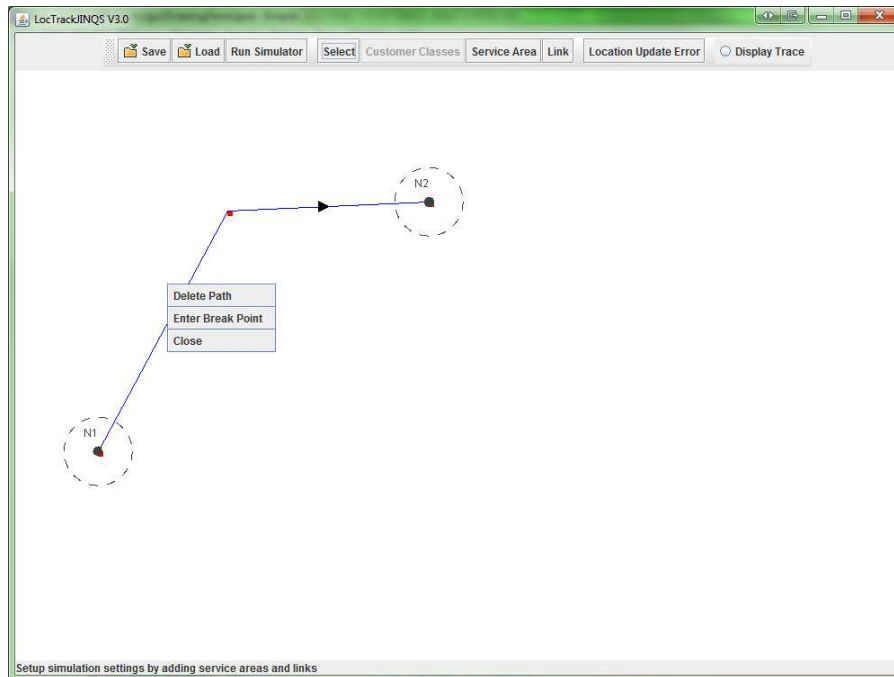 LocTrackJINQS V3.0
Save Load Run Simulator Select Customer Classes Service Area Link Location Update Error Display Trace
N2
Delete Path
Enter Break Point
Close
N1
Setup simulation settings by adding service areas and links